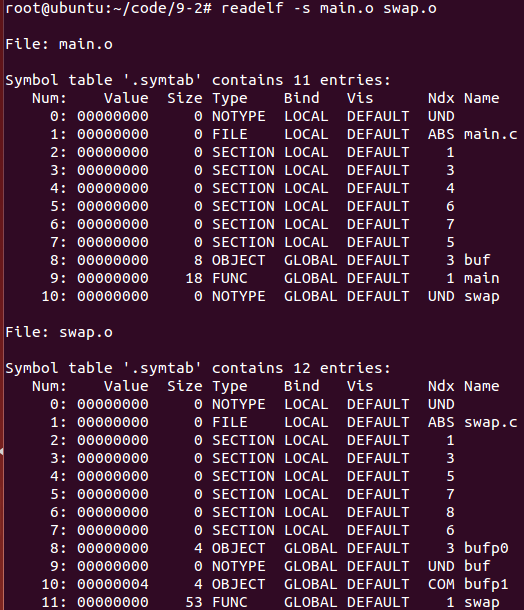 root@ubuntu:~/code/9-2# readelf -s main.o swap.o
File: main.o
Symbol table '.symtab' contains 11 entries:
Num: Value Size Type Bind Vis Ndx Name
0: 00000000 0 NOTYPE LOCAL DEFAULT UND
1: 00000000 0 FILE LOCAL DEFAULT ABS main.c
2: 00000000 0 SECTION LOCAL DEFAULT 1
3: 00000000 0 SECTION LOCAL DEFAULT 3
4: 00000000 0 SECTION LOCAL DEFAULT 4
5: 00000000 0 SECTION LOCAL DEFAULT 6
6: 00000000 0 SECTION LOCAL DEFAULT 7
7: 00000000 0 SECTION LOCAL DEFAULT 5
8: 00000000 8 OBJECT GLOBAL DEFAULT 3 buf
9: 00000000 18 FUNC GLOBAL DEFAULT 1 main
10: 00000000 0 NOTYPE GLOBAL DEFAULT UND swap
File: swap.o
Symbol table '.symtab' contains 12 entries:
Num: Value Size Type Bind Vis Ndx Name
0: 00000000 0 NOTYPE LOCAL DEFAULT UND
1: 00000000 0 FILE LOCAL DEFAULT ABS swap.c
2: 00000000 0 SECTION LOCAL DEFAULT 1
3: 00000000 0 SECTION LOCAL DEFAULT 3
4: 00000000 0 SECTION LOCAL DEFAULT 5
5: 00000000 0 SECTION LOCAL DEFAULT 7
6: 00000000 0 SECTION LOCAL DEFAULT 8
7: 00000000 0 SECTION LOCAL DEFAULT 6
8: 00000000 4 OBJECT GLOBAL DEFAULT 3 bufp0
9: 00000000 0 NOTYPE GLOBAL DEFAULT UND buf
10: 00000004 4 OBJECT GLOBAL DEFAULT COM bufp1
11: 00000000 53 FUNC GLOBAL DEFAULT 1 swap